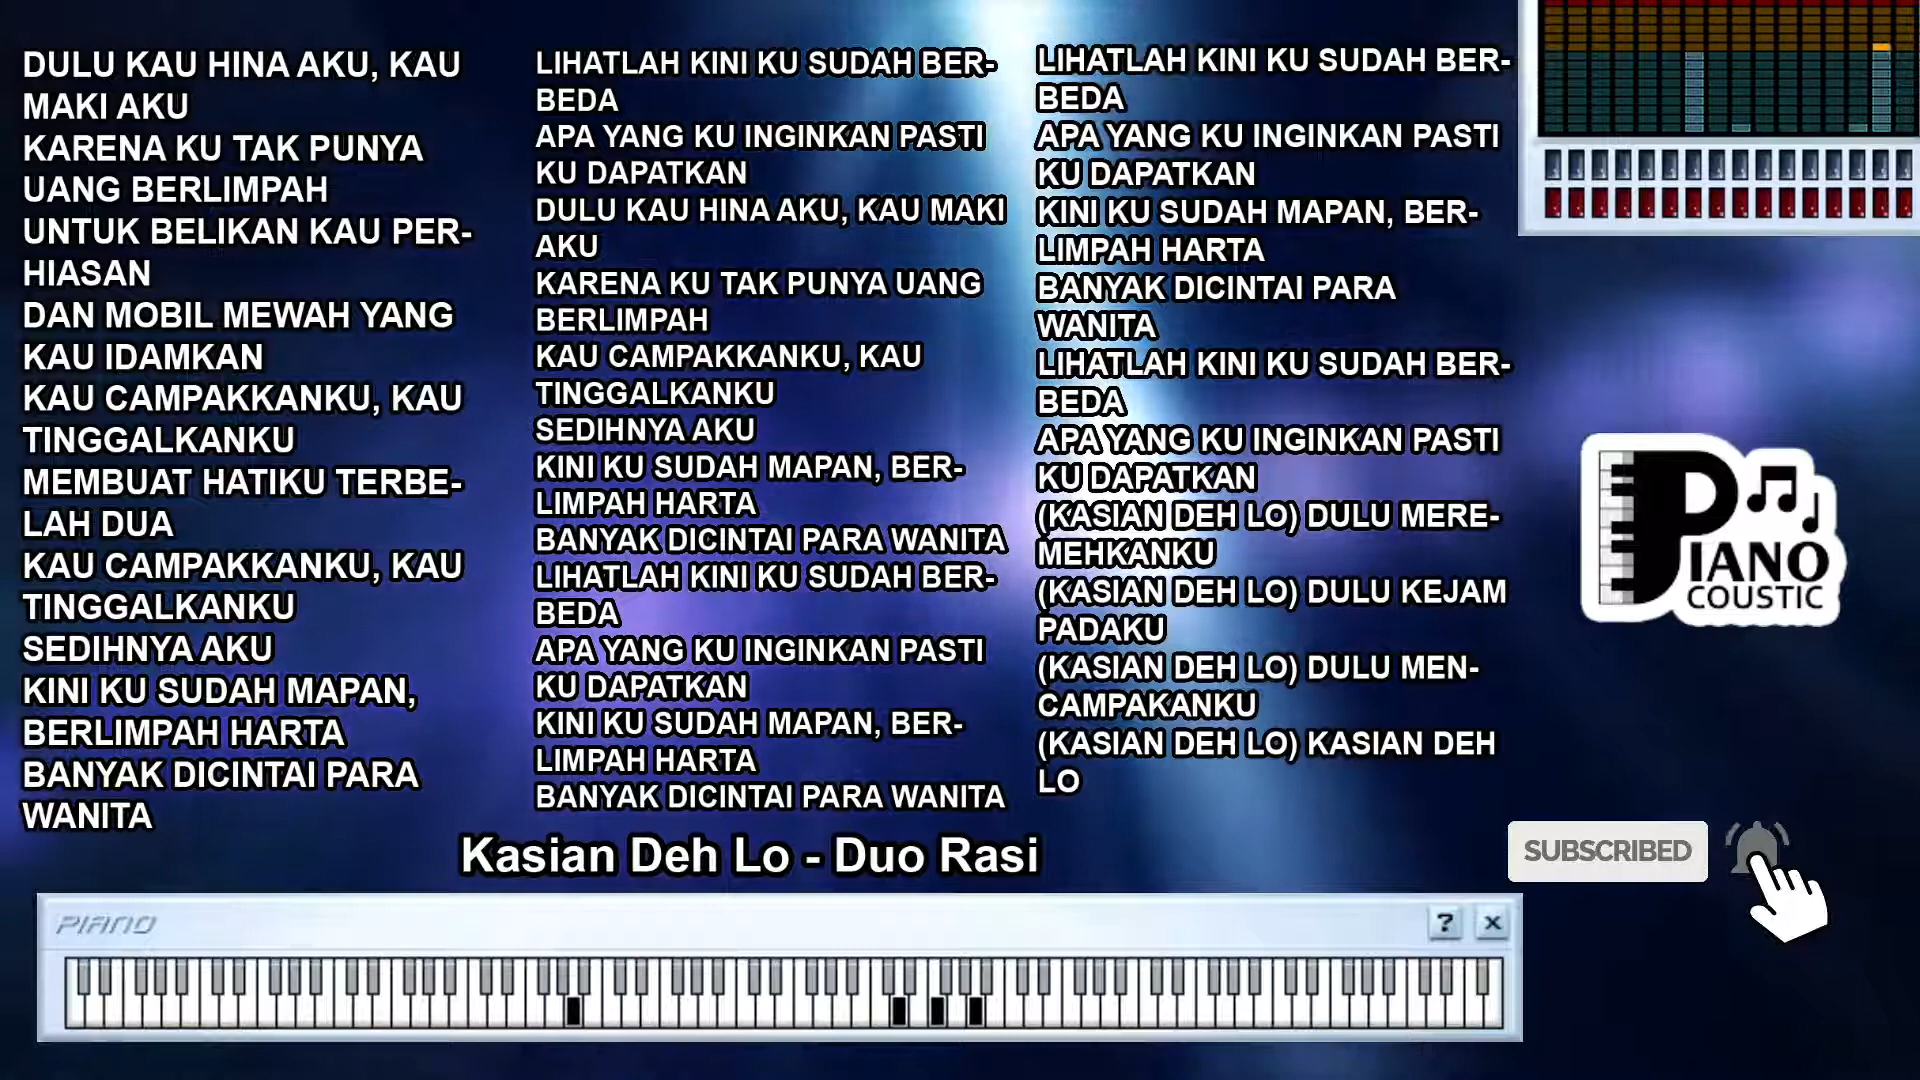 DULU KAU HINA AKU, KAU
MAKI AKU
KARENA KU TAK PUNYA
UANG BERLIMPAH
UNTUK BELIKAN KAU PER-
HIASAN
DAN MOBIL MEWAH YANG
KAU IDAMKAN
KAU CAMPAKKANKU, KAU
TINGGALKANKU
MEMBUAT HATIKU TERBE-
LAH DUA
KAU CAMPAKKANKU, KAU
TINGGALKANKU
SEDIHNYA AKU
KINI KU SUDAH MAPAN,
BERLIMPAH HARTA
BANYAK DICINTAI PARA
WANITA
LIHATLAH KINI KU SUDAH BER-
BEDA
APA YANG KU INGINKAN PASTI
KU DAPATKAN
DULU KAU HINA AKU, KAU MAKI
AKU
KARENA KU TAK PUNYA UANG
BERLIMPAH
KAU CAMPAKKANKU, KAU
TINGGALKANKU
SEDIHNYA AKU
KINI KU SUDAH MAPAN, BER-
LIMPAH HARTA
BANYAK DICINTAI PARA WANITA
LIHATLAH KINI KU SUDAH BER-
BEDA
APA YANG KU INGINKAN PASTI
KU DAPATKAN
KINI KU SUDAH MAPAN, BER-
LIMPAH HARTA
BANYAK DICINTAI PARA WANITA
LIHATLAH KINI KU SUDAH BER-
BEDA
APA YANG KU INGINKAN PASTI
KU DAPATKAN
KINI KU SUDAH MAPAN, BER-
LIMPAH HARTA
BANYAK DICINTAI PARA
WANITA
LIHATLAH KINI KU SUDAH BER-
BEDA
APA YANG KU INGINKAN PASTI
KU DAPATKAN
(KASIAN DEH LO) DULU MERE-
MEHKANKU
(KASIAN DEH LO) DULU KEJAM
PADAKU
(KASIAN DEH LO) DULU MEN-
CAMPAKANKU
(KASIAN DEH LO) KASIAN DEH
LO
PIANO
COUSTIC
SUBSCRIBED
Kasian Deh Lo - Duo Rasi
PIANO
? x